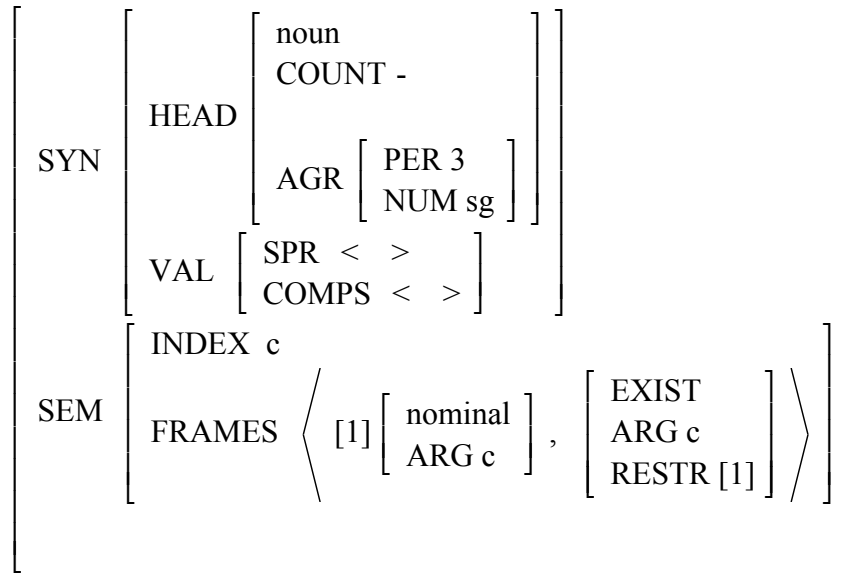 noun
COUNT -
HEAD
SYN
AGR
PER 3
NUM sg
VAL
SPR < >
COMPS < >
INDEX c
SEM
FRAMES
[1]
nominal
ARG c
,
EXIST
ARG c
RESTR [1]